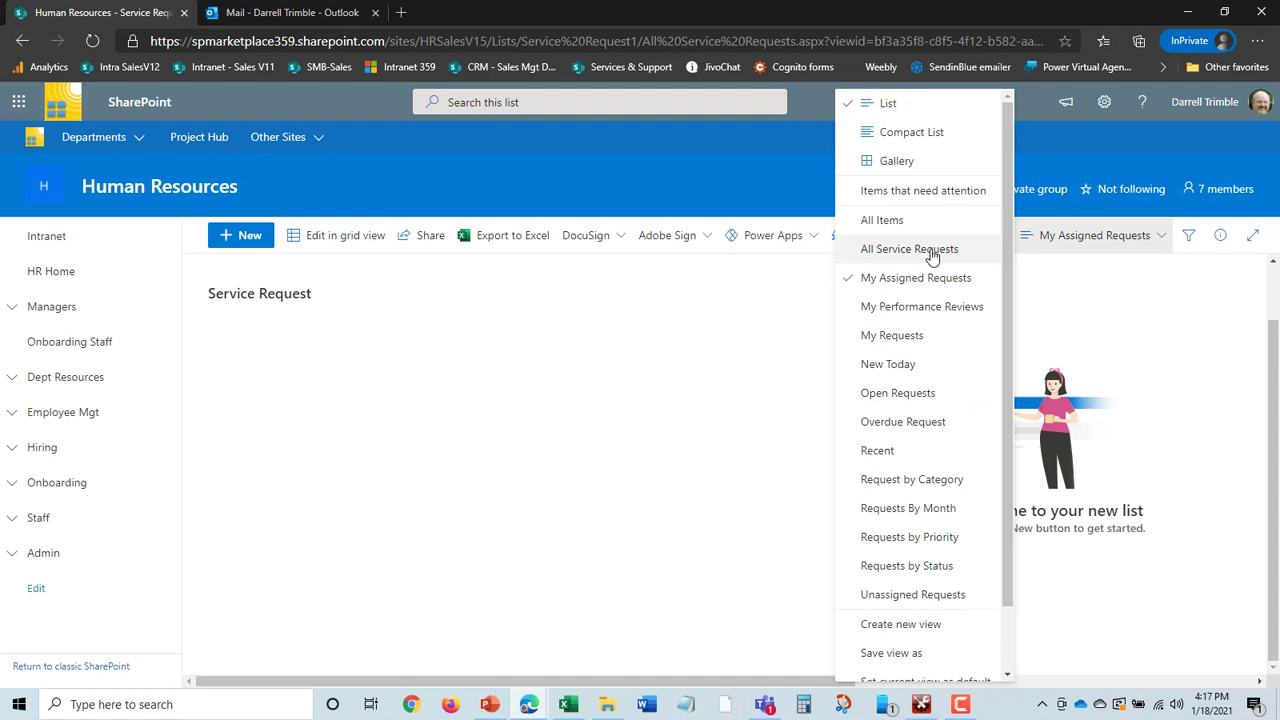 Human Resources - Service Requ
Mail - Darrell Trimble - Outlook
https://spmarketplace359.sharepoint.com/sites/HRSalesV15/Lists/Service%20Request1/All%20Service%20Requests.aspx?viewid=bf3a35f8-c8f5-4f12-b582-aa...
InPrivate
Analytics
Intra SalesV12
Intranet - Sales V11
SMB-Sales
Intranet 359
CRM - Sales Mgt D...
Services & Support
JivoChat
Cognito forms
Weebly
SendinBlue emailer
Power Virtual Agen...
Other favorites
SharePoint
Search this list
Darrell Trimble
Departments
Project Hub
Other Sites
H
Human Resources
vate group
Not following
7 members
New
Edit in grid view
Share
Export to Excel
DocuSign
Adobe Sign
Power Apps
My Assigned Requests
Intranet
HR Home
Managers
Onboarding Staff
Dept Resources
Employee Mgt
Hiring
Onboarding
Staff
Admin
Edit
Return to classic SharePoint
Service Request
List
Compact List
Gallery
Items that need attention
All Items
All Service Requests
My Assigned Requests
My Performance Reviews
My Requests
New Today
Open Requests
Overdue Request
Recent
Request by Category
Requests By Month
Requests by Priority
Requests by Status
Unassigned Requests
Create new view
Save view as
Set current view as default
ne to your new list
New button to get started.
Type here to search
4:17 PM
1/18/2021